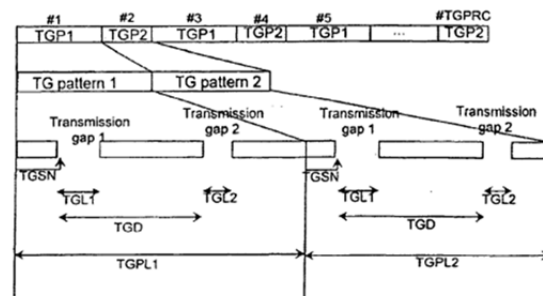 #1 #2 #3 #4 #5 #TGPRC
TGP1 TGP2 TGP1 TGP2 TGP1 ... TGP2
TG pattern 1 TG pattern 2
Transmission gap 1
Transmission gap 2
Transmission gap 1
Transmission gap 2
TGSN TGSN
TGL1 TGL2 TGL1 TGL2
TGD TGD
TGPL1 TGPL2